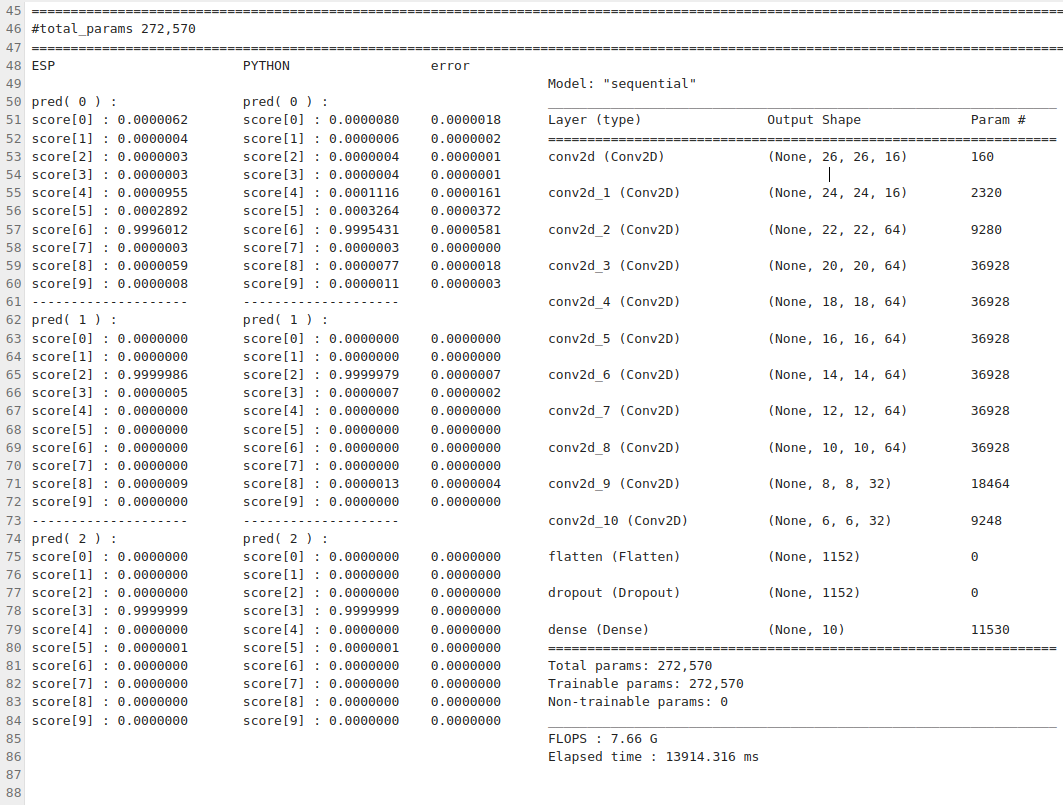 45 ================================================================================================================================
46 #total_params 272,570
47 ================================================================================================================================
48 ESP PYTHON error
49 Model: "sequential"
50 pred( 0 ) : pred( 0 ) : _________________________________________________________________
51 score[0] : 0.0000062 score[0] : 0.0000080 0.0000018 Layer (type) Output Shape Param #
52 score[1] : 0.0000004 score[1] : 0.0000006 0.0000002 =================================================================
53 score[2] : 0.0000003 score[2] : 0.0000004 0.0000001 conv2d (Conv2D) (None, 26, 26, 16) 160
54 score[3] : 0.0000003 score[3] : 0.0000004 0.0000001
55 score[4] : 0.0000955 score[4] : 0.0001116 0.0000161 conv2d_1 (Conv2D) (None, 24, 24, 16) 2320
56 score[5] : 0.0002892 score[5] : 0.0003264 0.0000372
57 score[6] : 0.9996012 score[6] : 0.9995431 0.0000581 conv2d_2 (Conv2D) (None, 22, 22, 64) 9280
58 score[7] : 0.0000003 score[7] : 0.0000003 0.0000000
59 score[8] : 0.0000059 score[8] : 0.0000077 0.0000018 conv2d_3 (Conv2D) (None, 20, 20, 64) 36928
60 score[9] : 0.0000008 score[9] : 0.0000011 0.0000003
61 -------------------- -------------------- conv2d_4 (Conv2D) (None, 18, 18, 64) 36928
62 pred( 1 ) : pred( 1 ) :
63 score[0] : 0.0000000 score[0] : 0.0000000 0.0000000 conv2d_5 (Conv2D) (None, 16, 16, 64) 36928
64 score[1] : 0.0000000 score[1] : 0.0000000 0.0000000
65 score[2] : 0.9999986 score[2] : 0.9999979 0.0000007 conv2d_6 (Conv2D) (None, 14, 14, 64) 36928
66 score[3] : 0.0000005 score[3] : 0.0000007 0.0000002
67 score[4] : 0.0000000 score[4] : 0.0000000 0.0000000 conv2d_7 (Conv2D) (None, 12, 12, 64) 36928
68 score[5] : 0.0000000 score[5] : 0.0000000 0.0000000
69 score[6] : 0.0000000 score[6] : 0.0000000 0.0000000 conv2d_8 (Conv2D) (None, 10, 10, 64) 36928
70 score[7] : 0.0000000 score[7] : 0.0000000 0.0000000
71 score[8] : 0.0000009 score[8] : 0.0000013 0.0000004 conv2d_9 (Conv2D) (None, 8, 8, 32) 18464
72 score[9] : 0.0000000 score[9] : 0.0000000 0.0000000
73 -------------------- -------------------- conv2d_10 (Conv2D) (None, 6, 6, 32) 9248
74 pred( 2 ) : pred( 2 ) :
75 score[0] : 0.0000000 score[0] : 0.0000000 0.0000000 flatten (Flatten) (None, 1152) 0
76 score[1] : 0.0000000 score[1] : 0.0000000 0.0000000
77 score[2] : 0.0000000 score[2] : 0.0000000 0.0000000 dropout (Dropout) (None, 1152) 0
78 score[3] : 0.9999999 score[3] : 0.9999999 0.0000000
79 score[4] : 0.0000000 score[4] : 0.0000000 0.0000000 dense (Dense) (None, 10) 11530
80 score[5] : 0.0000001 score[5] : 0.0000001 0.0000000 =================================================================
81 score[6] : 0.0000000 score[6] : 0.0000000 0.0000000 Total params: 272,570
82 score[7] : 0.0000000 score[7] : 0.0000000 0.0000000 Trainable params: 272,570
83 score[8] : 0.0000000 score[8] : 0.0000000 0.0000000 Non-trainable params: 0
84 score[9] : 0.0000000 score[9] : 0.0000000 0.0000000 _________________________________________________________________
85 FLOPS : 7.66 G
86 Elapsed time : 13914.316 ms
87
88